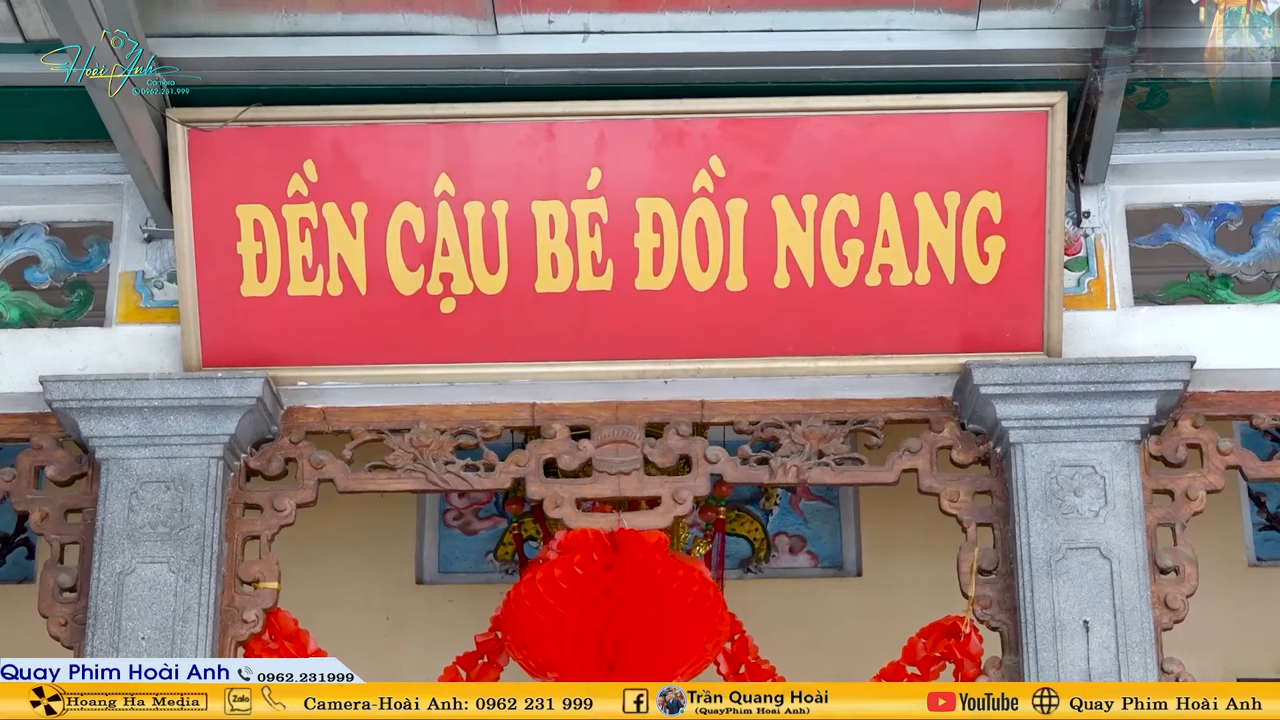 Hoài Anh
Camera
0962.231.999
ĐỀN CẬU BÉ ĐỒI NGANG
Quay Phim Hoài Anh 0962.231999
Hoang Ha Media Zalo Camera-Hoài Anh: 0962 231 999 Trần Quang Hoài YouTube Quay Phim Hoài Anh
(QuayPhim Hoai Anh)